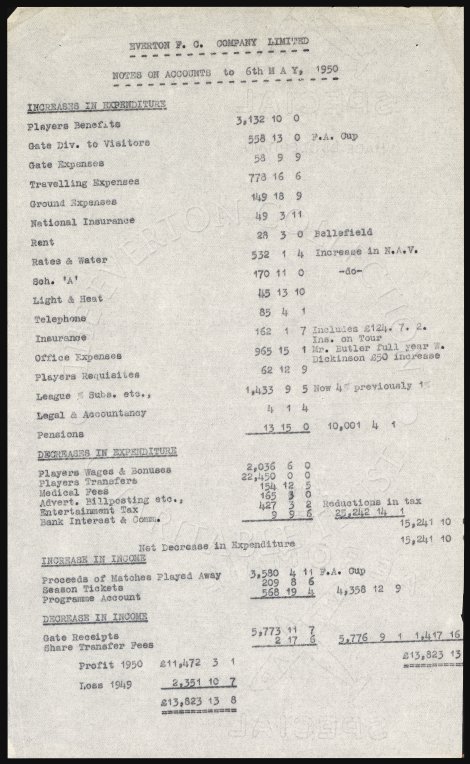 EVERTON F. C. COMPANY LIMITED
NOTES ON ACCOUNTS to 6th M A Y, 1950
INCREASES IN EXPENDITURE
Players Benefits 3,132 10 0
Gate Div. to Visitors 558 13 0 F.A. Cup
Gate Expenses 58 9 9
Travelling Expenses 778 16 6
Ground Expenses 149 18 9
National Insurance 49 3 11
Rent 28 3 0 Bellefield
Rates & Water 532 1 4 Increase in N.A.V.
Sch. 'A' 170 11 0 -do-
Light & Heat 45 13 10
Telephone 85 4 1
Insurance 162 1 7 Includes £124. 7. 2.
Ins. on Tour
Office Expenses 965 15 1 Mr. Butler full year W.
Dickinson £50 increase
Players Requisites 62 12 9
League % Subs. etc., 1,433 9 5 Now 4% previously 1%
Legal & Accountancy 4 1 4
Pensions 13 15 0 10,001 4 1
DECREASES IN EXPENDITURE
Players Wages & Bonuses 2,036 6 0
Players Transfers 22,450 0 0
Medical Fees 154 12 5
Advert. Billposting etc., 165 3 0
Entertainment Tax 427 3 2 Reductions in tax
Bank Interest & Comm. 9 9 6 25,242 14 1
15,241 10
Net Decrease in Expenditure 15,241 10
INCREASE IN INCOME
Proceeds of Matches Played Away 3,580 4 11 F.A. Cup
Season Tickets 209 8 6
Programme Account 568 19 4 4,358 12 9
DECREASE IN INCOME
Gate Receipts 5,773 11 7
Share Transfer Fees 2 17 6 5,776 9 1 1,417 16
£13,823 13
Profit 1950 £11,472 3 1
Loss 1949 2,351 10 7
£13,823 13 8
SPECIAL